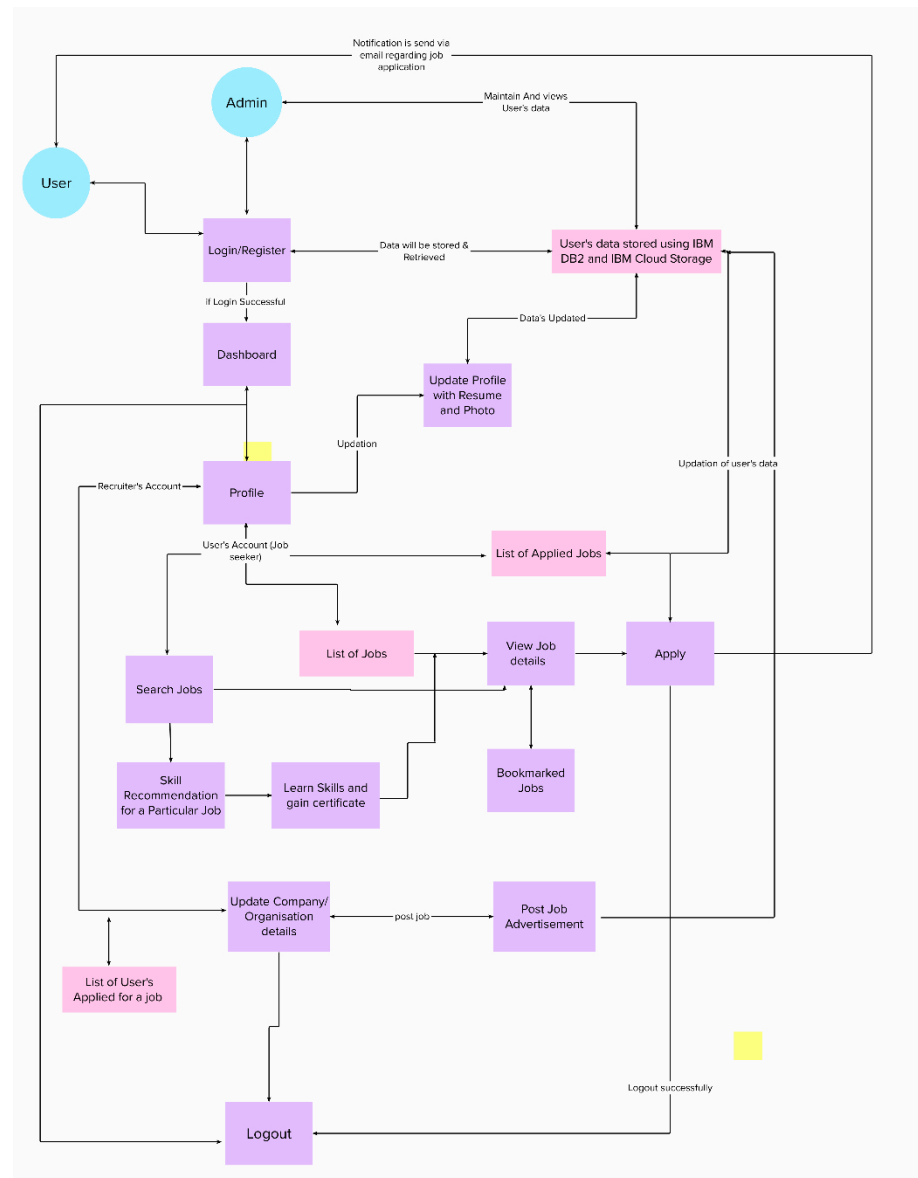 Notification is send via
email regarding job
application
Admin
Maintain And views
User's data
User
Login/Register
Data will be stored &
Retrieved
User's data stored using IBM
DB2 and IBM Cloud Storage
If Login Successful
Data's Updated
Dashboard
Update Profile
with Resume
and Photo
Updation
Updation of user's data
Recruiter's Account
Profile
User's Account (Job
seeker)
List of Applied Jobs
List of Jobs
View Job
details
Apply
Search Jobs
Skill
Recommendation
for a Particular Job
Learn Skills and
gain certificate
Bookmarked
Jobs
Update Company/
Organisation
details
post job
Post Job
Advertisement
List of User's
Applied for a job
Logout successfully
Logout